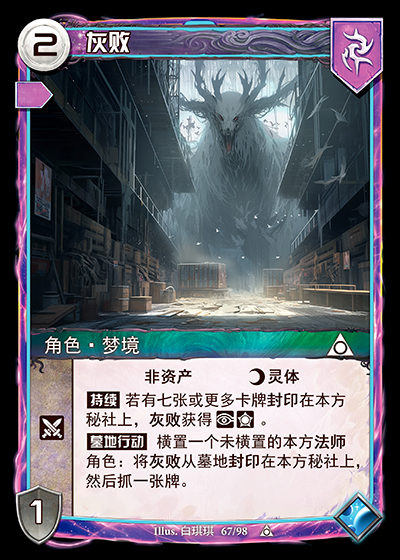 2
灰败
角色·梦境
非资产
灵体
持续 若有七张或更多卡牌封印在本方
秘社上，灰败获得 。
墓地行动 横置一个未横置的本方法师
角色：将灰败从墓地封印在本方秘社上，
然后抓一张牌。
1
Illus. 白琪琪 67/98